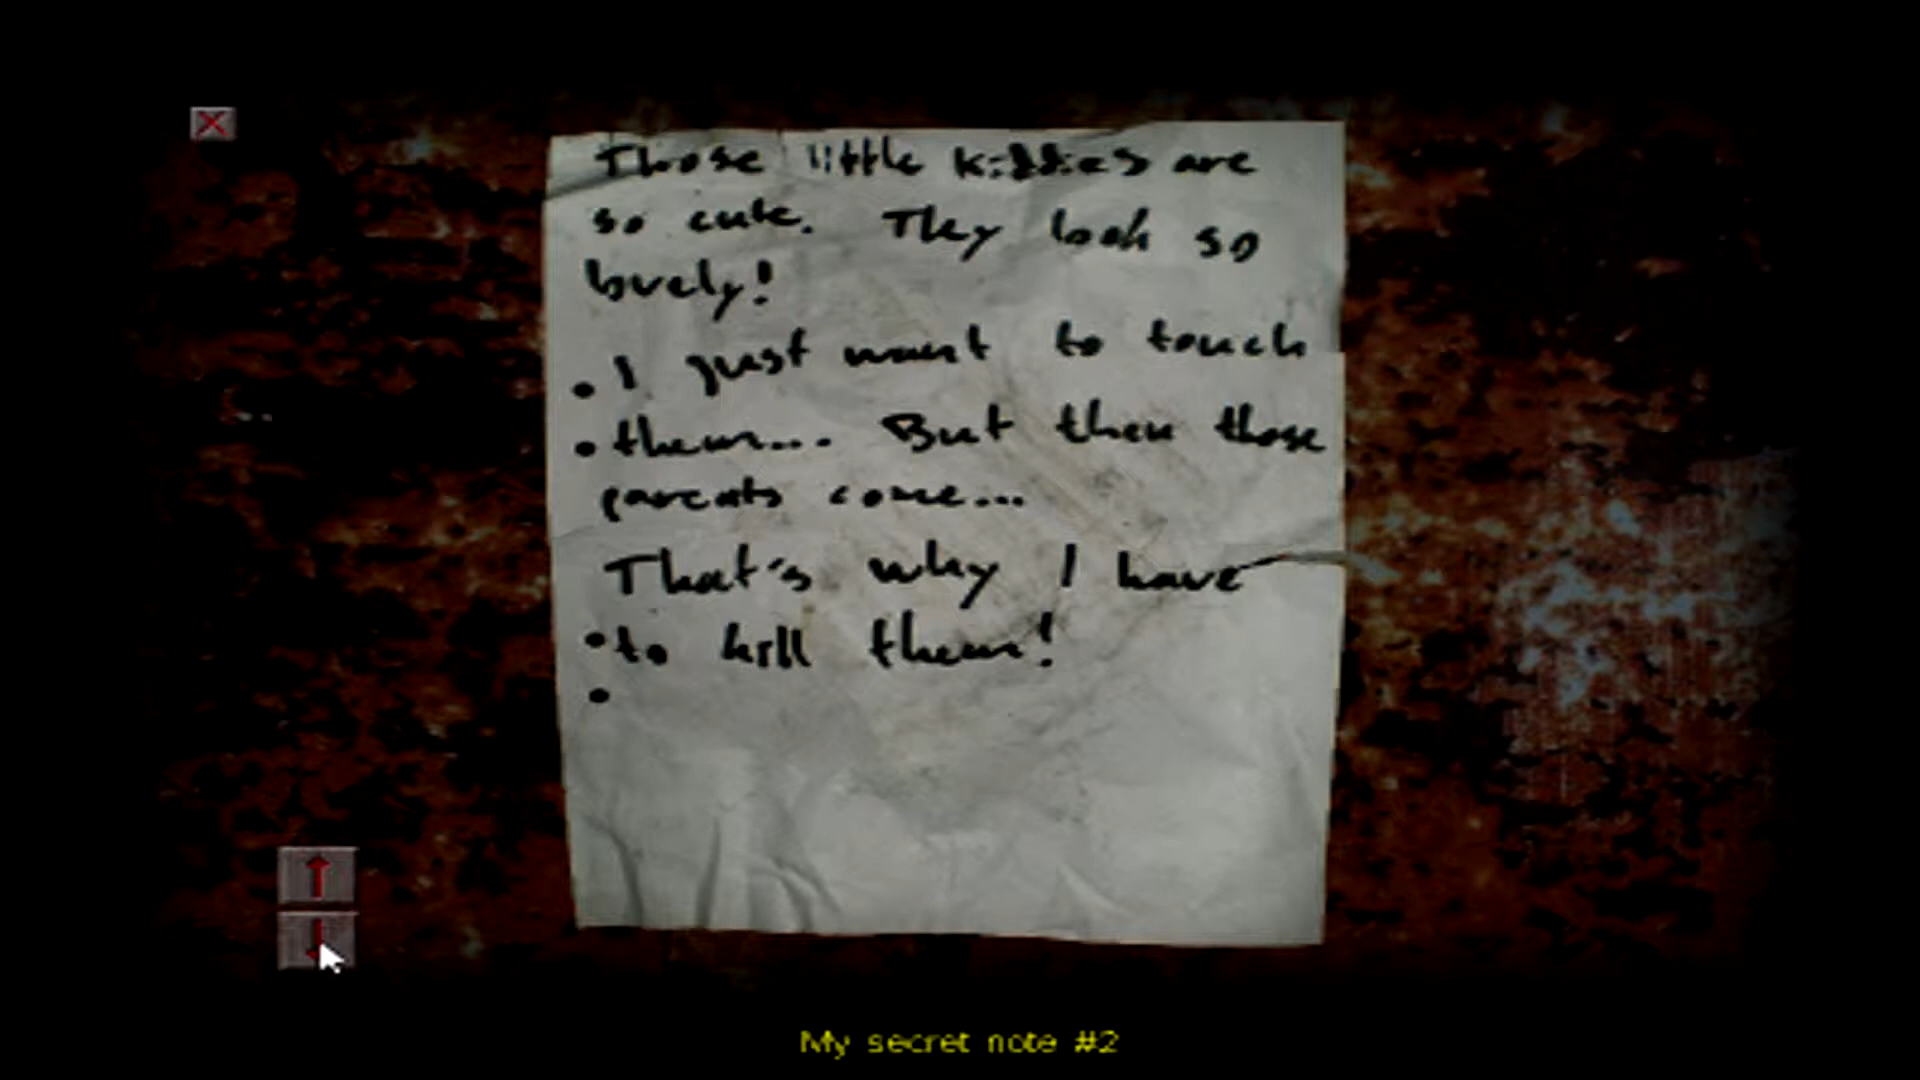 Those little kiddies are
so cute. They look so
lovely!
• I just want to touch
• them... But then those
parents come...
That's why I have
• to kill them!
•
My secret note #2